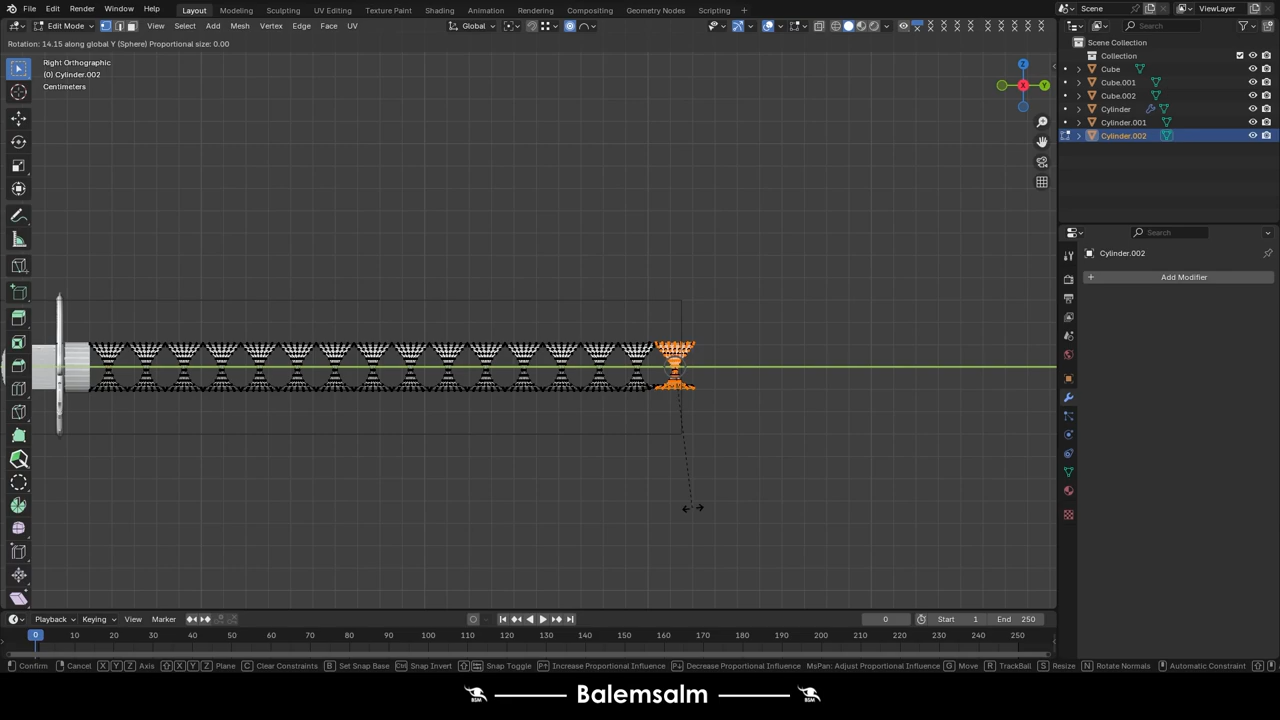 File Edit Render Window Help Layout Modeling Sculpting UV Editing Texture Paint Shading Animation Rendering Compositing Geometry Nodes Scripting + Scene ViewLayer
Edit Mode View Select Add Mesh Vertex Edge Face UV Global Search
Rotation: 14.15 along global Y (Sphere) Proportional size: 0.00
Right Orthographic
(0) Cylinder.002
Centimeters
Z
X
Y
Scene Collection
Collection
Cube
Cube.001
Cube.002
Cylinder
Cylinder.001
Cylinder.002
Search
Cylinder.002
+ Add Modifier
Playback Keying View Marker 0 Start 1 End 250
0 10 20 30 40 50 60 70 80 90 100 110 120 130 140 150 160 170 180 190 200 210 220 230 240 250
Confirm Cancel X Y Z Axis X Y Z Plane C Clear Constraints B Set Snap Base Ctrl Snap Invert Snap Toggle P↑ Increase Proportional Influence P↓ Decrease Proportional Influence MsPan: Adjust Proportional Influence G Move R TrackBall S Resize N Rotate Normals Automatic Constraint
BSM Balemsalm BSM